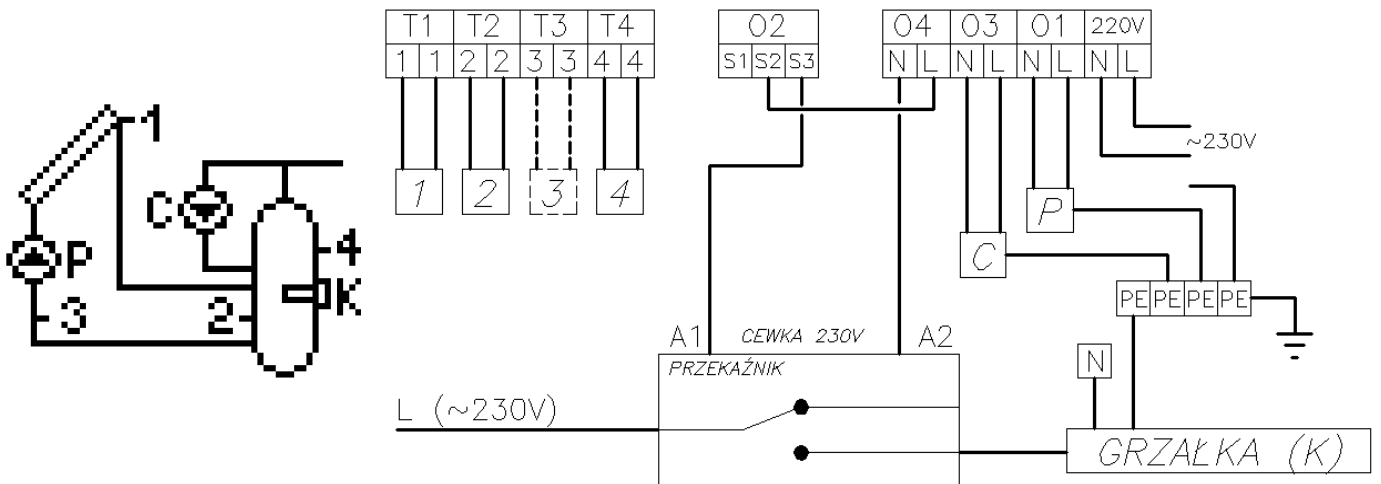 T1 T2 T3 T4 O2 O4 O3 O1 220V
1 1 2 2 3 3 4 4 S1 S2 S3 N L N L N L N L
~230V
1
C
4
P
K
3
2
1 2 3 4
P
C
PE PE PE PE
A1 CEWKA 230V A2
PRZEKAŹNIK
N
L (~230V)
GRZAŁKA (K)